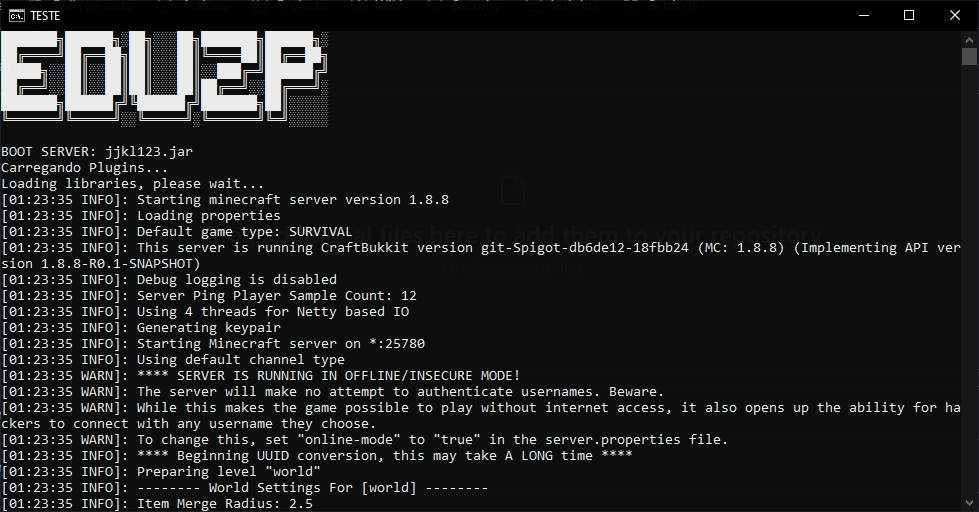 TESTE
EDUZP
BOOT SERVER: jjkl123.jar
Carregando Plugins...
Loading libraries, please wait...
[01:23:35 INFO]: Starting minecraft server version 1.8.8
[01:23:35 INFO]: Loading properties
[01:23:35 INFO]: Default game type: SURVIVAL
[01:23:35 INFO]: This server is running CraftBukkit version git-Spigot-db6de12-18fbb24 (MC: 1.8.8) (Implementing API ver
sion 1.8.8-R0.1-SNAPSHOT)
[01:23:35 INFO]: Debug logging is disabled
[01:23:35 INFO]: Server Ping Player Sample Count: 12
[01:23:35 INFO]: Using 4 threads for Netty based IO
[01:23:35 INFO]: Generating keypair
[01:23:35 INFO]: Starting Minecraft server on *:25780
[01:23:35 INFO]: Using default channel type
[01:23:35 WARN]: **** SERVER IS RUNNING IN OFFLINE/INSECURE MODE!
[01:23:35 WARN]: The server will make no attempt to authenticate usernames. Beware.
[01:23:35 WARN]: While this makes the game possible to play without internet access, it also opens up the ability for ha
ckers to connect with any username they choose.
[01:23:35 WARN]: To change this, set "online-mode" to "true" in the server.properties file.
[01:23:35 INFO]: **** Beginning UUID conversion, this may take A LONG time ****
[01:23:35 INFO]: Preparing level "world"
[01:23:35 INFO]: -------- World Settings For [world] --------
[01:23:35 INFO]: Item Merge Radius: 2.5